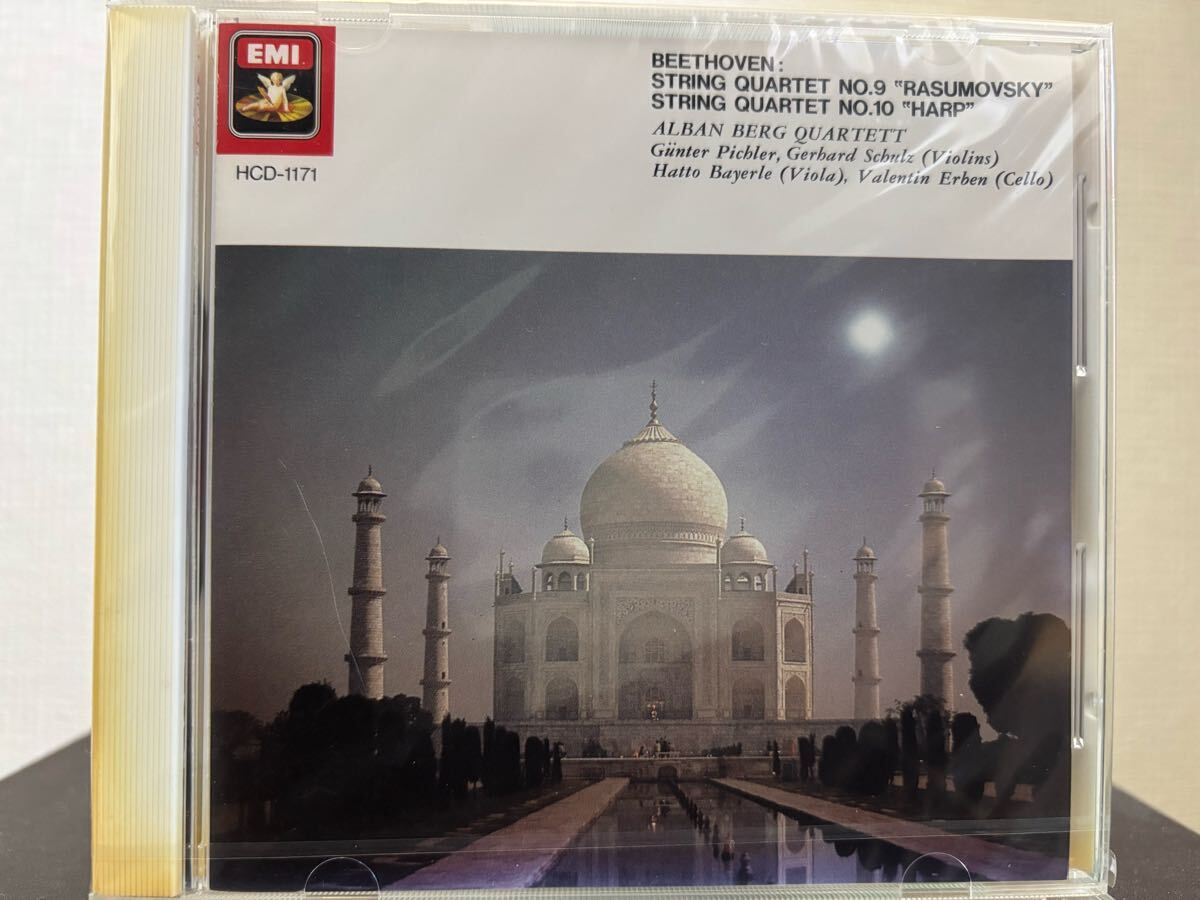 EMI
HCD-1171
BEETHOVEN:
STRING QUARTET NO.9 "RASUMOVSKY"
STRING QUARTET NO.10 "HARP"
ALBAN BERG QUARTETT
Günter Pichler, Gerhard Schulz (Violins)
Hatto Bayerle (Viola), Valentin Erben (Cello)